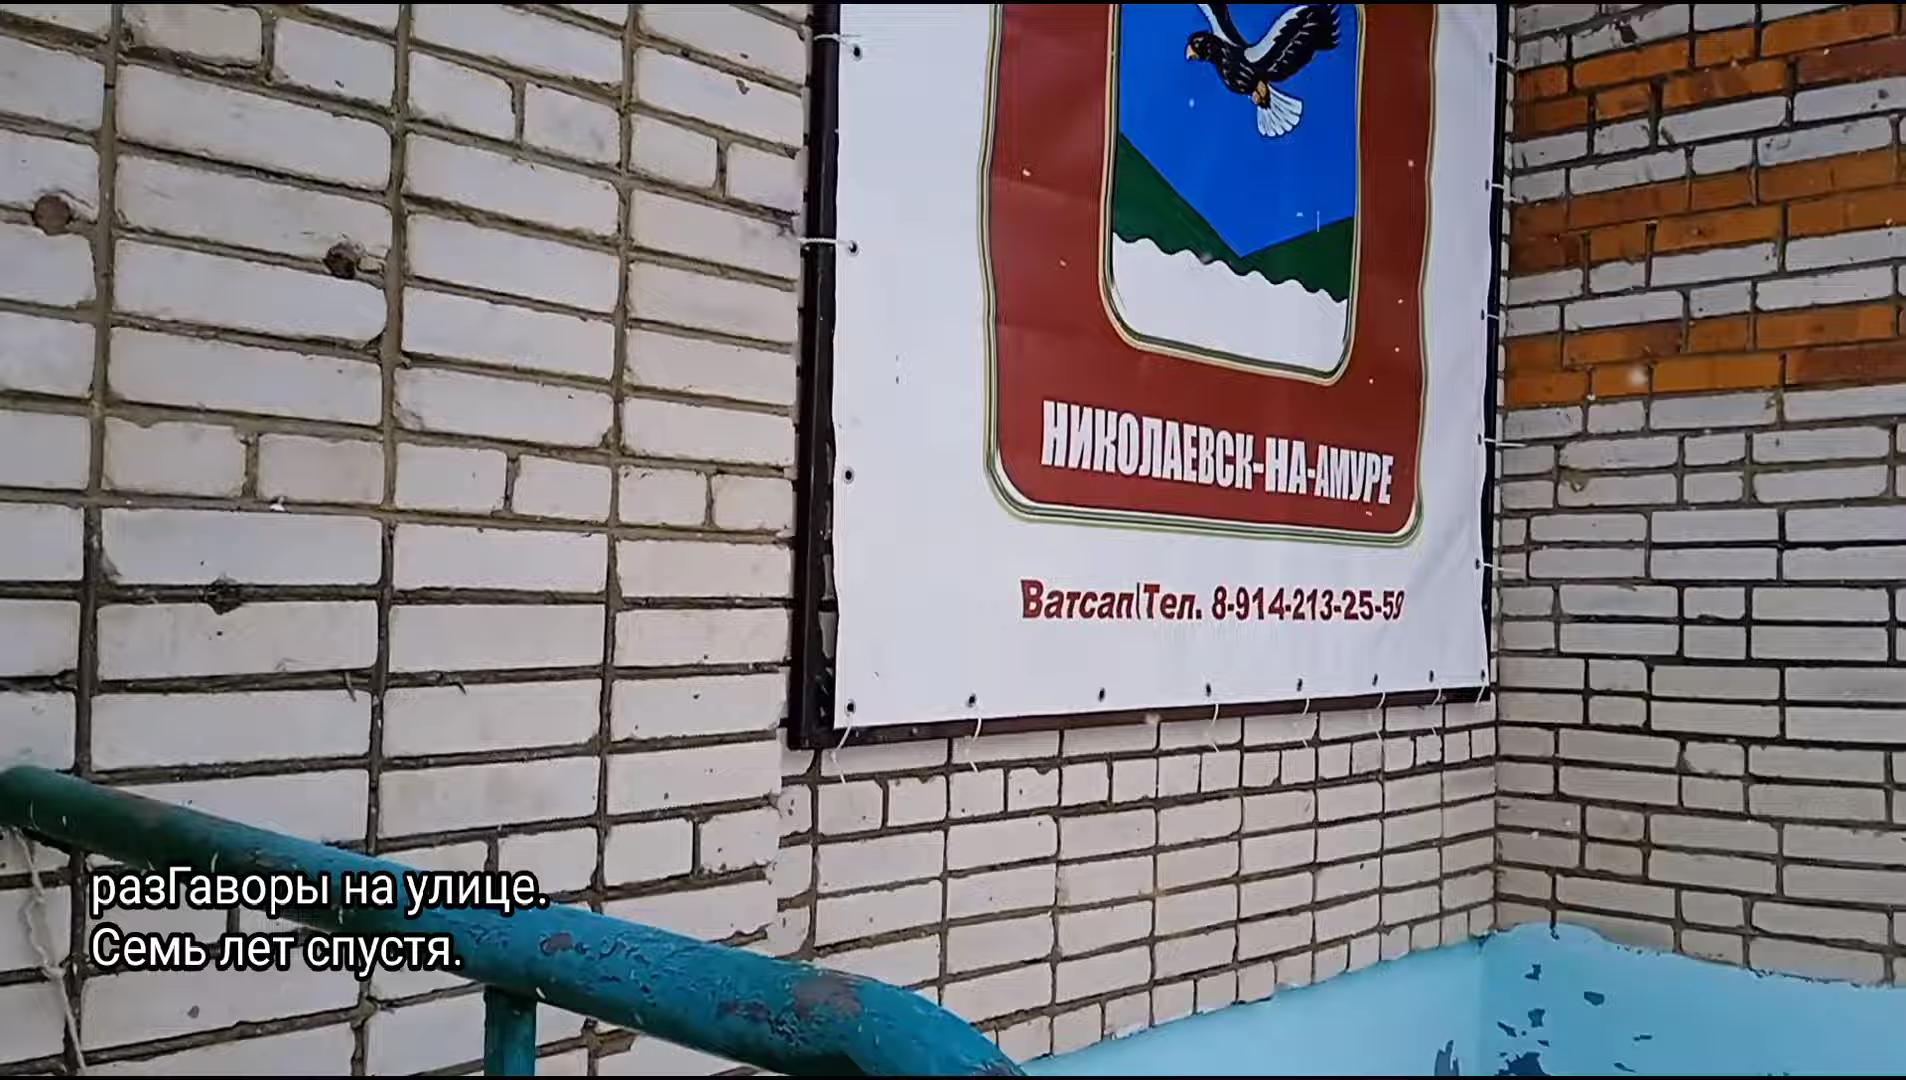 НИКОЛАЕВСК-НА-АМУРЕ
Ватсап|Тел. 8-914-213-25-59
разГаворы на улице.
Семь лет спустя.